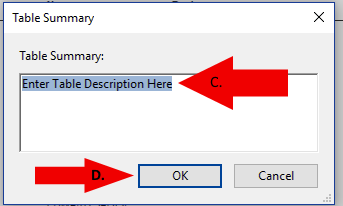 Table Summary
Table Summary:
Enter Table Description Here
C.
D.
OK
Cancel